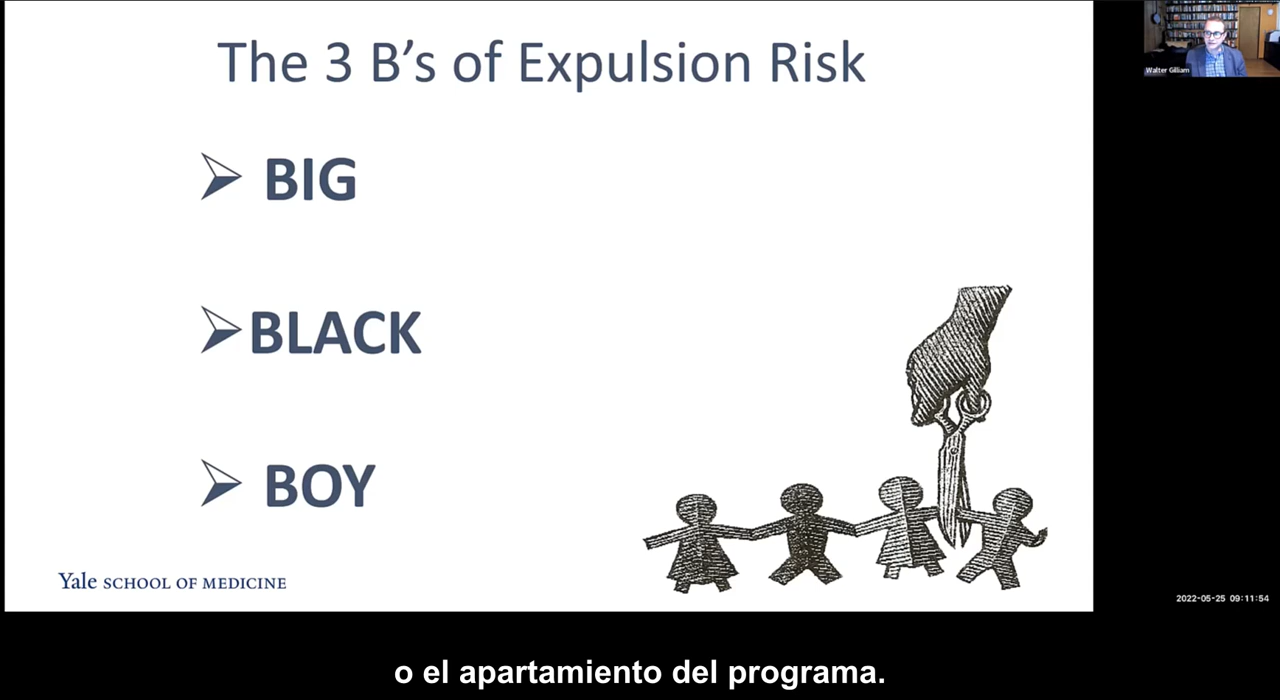 The 3 B's of Expulsion Risk
BIG
BLACK
BOY
Yale SCHOOL OF MEDICINE
Walter Gilliam
2022-05-25 09:11:54
o el apartamiento del programa.